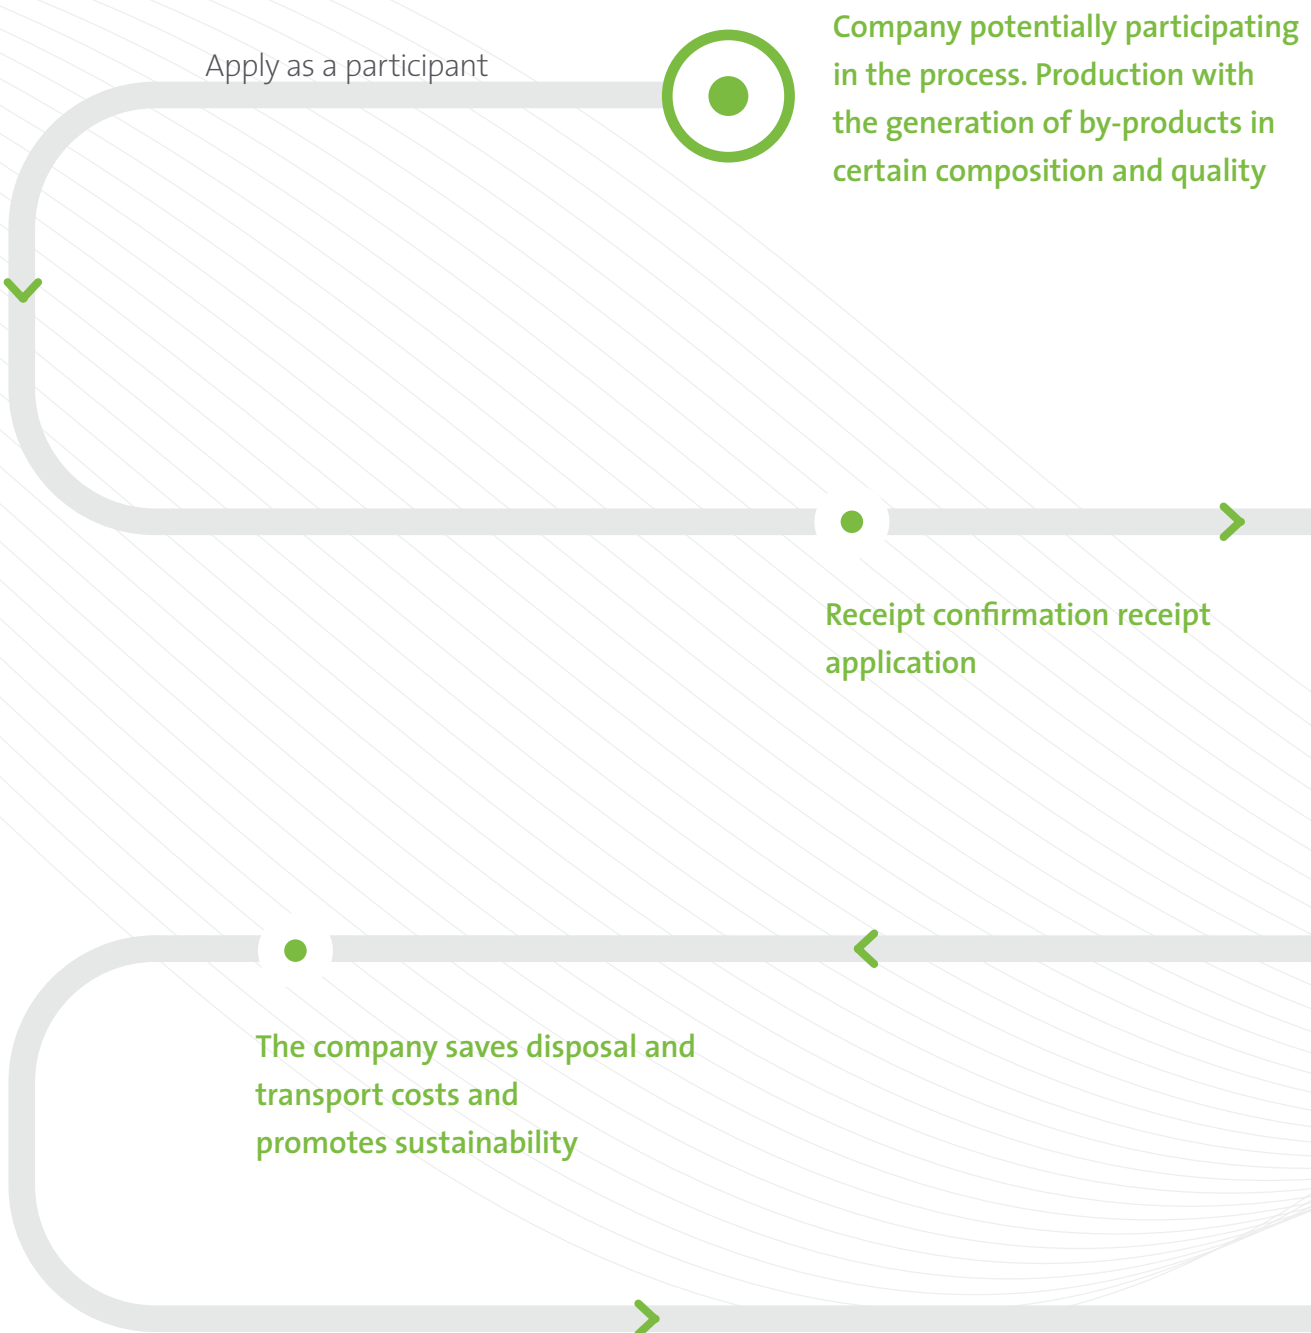 Apply as a participant
Company potentially participating
in the process. Production with
the generation of by-products in
certain composition and quality
Receipt confirmation receipt
application
The company saves disposal and
transport costs and
promotes sustainability